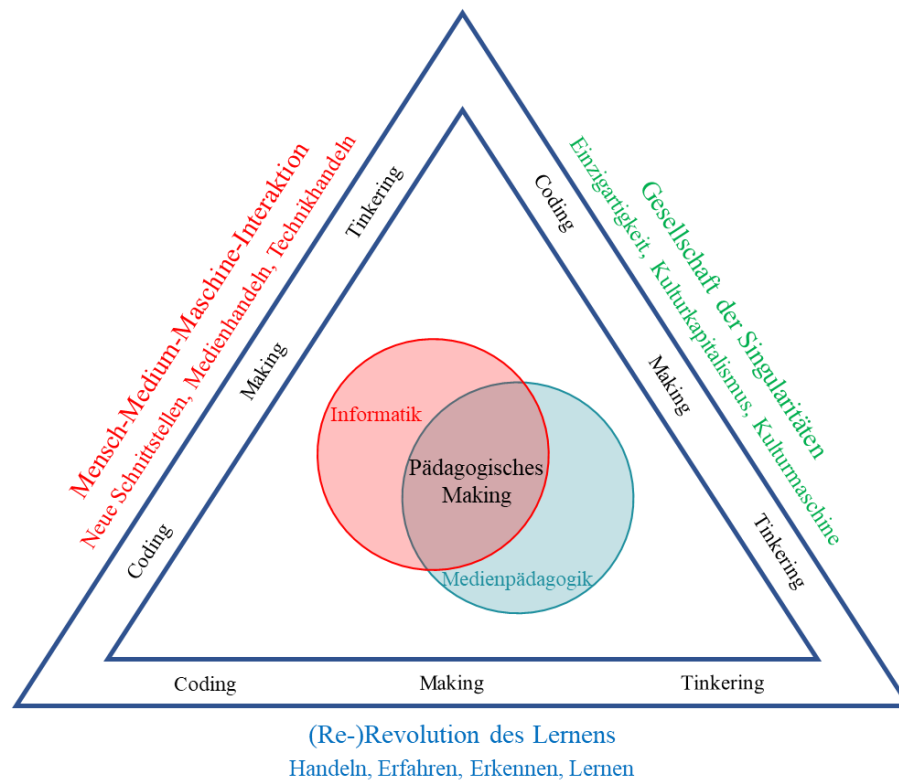 Mensch-Medium-Maschine-Interaktion
Neue Schnittstellen, Medienhandeln, Technikhandeln
Coding
Making
Tinkering
Gesellschaft der Singularitäten
Einzigartigkeit, Kulturkapitalismus, Kulturmaschine
Coding
Making
Tinkering
Informatik
Pädagogisches
Making
Medienpädagogik
Coding
Making
Tinkering
(Re-)Revolution des Lernens
Handeln, Erfahren, Erkennen, Lernen